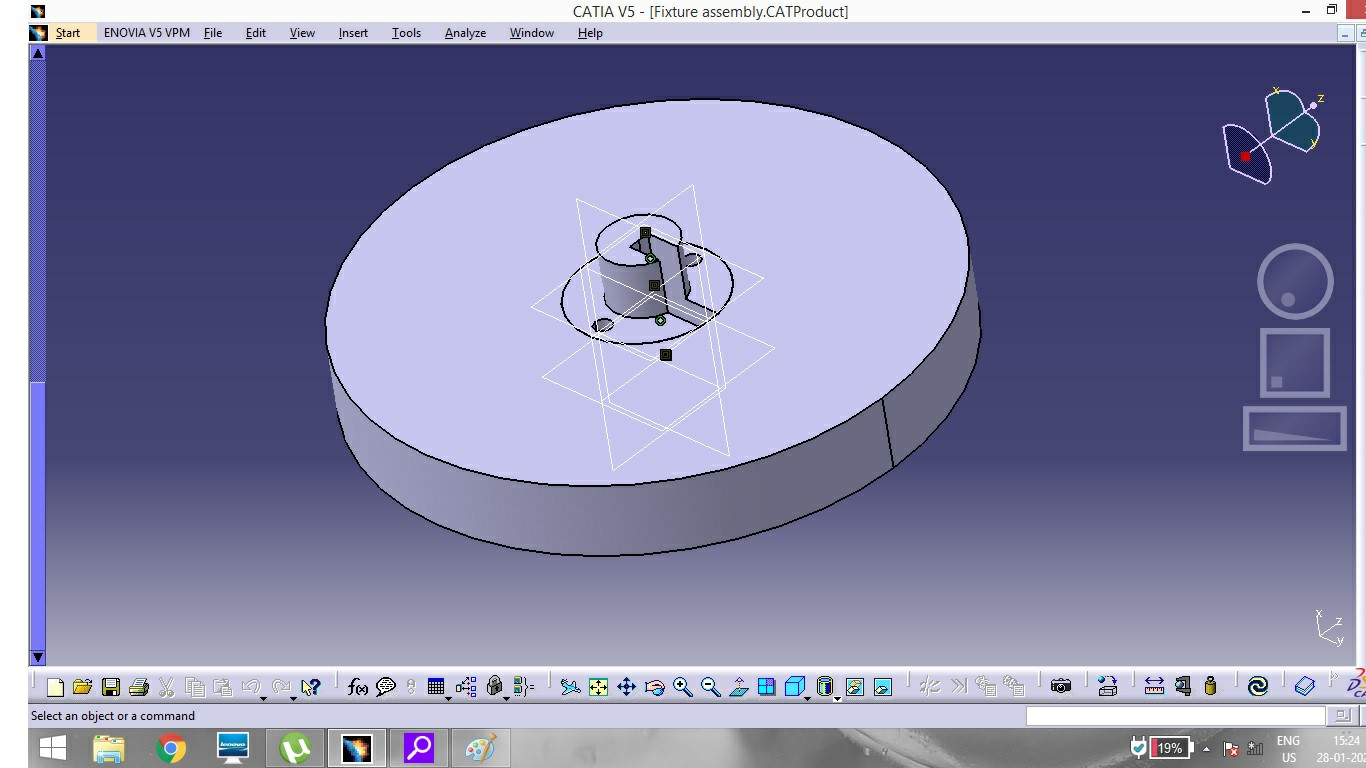 CATIA V5 - [Fixture assembly.CATProduct]
Start ENOVIA V5 VPM File Edit View Insert Tools Analyze Window Help
x z
y
x
z
y
f(x)
Select an object or a command
lenovo
19% ENG 15:24
US 28-01-20